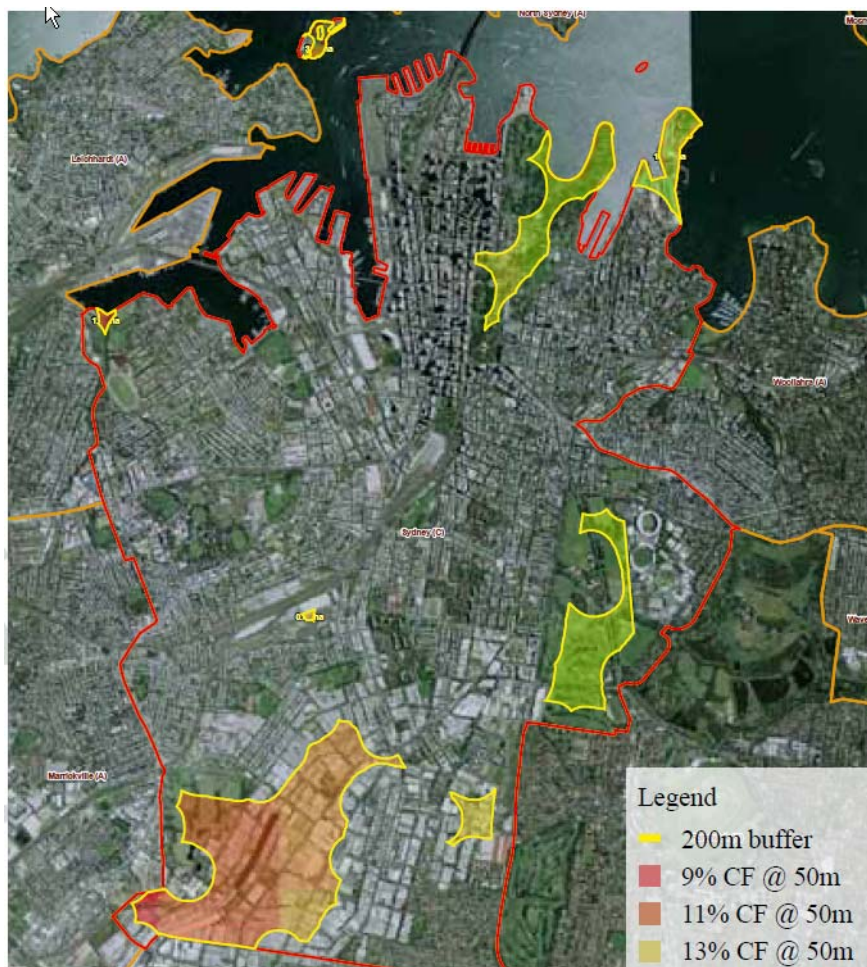 North Sydney (A)
Leichhardt (A)
Woollahra (A)
Sydney (C)
Marrickville (A)
Legend
200m buffer
9% CF @ 50m
11% CF @ 50m
13% CF @ 50m